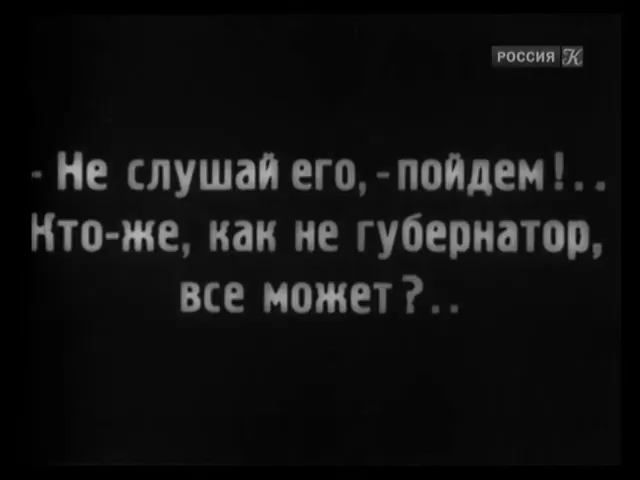 РОССИЯ К
- Не слушай его, - пойдем!..
Кто-же, как не губернатор,
все может?..